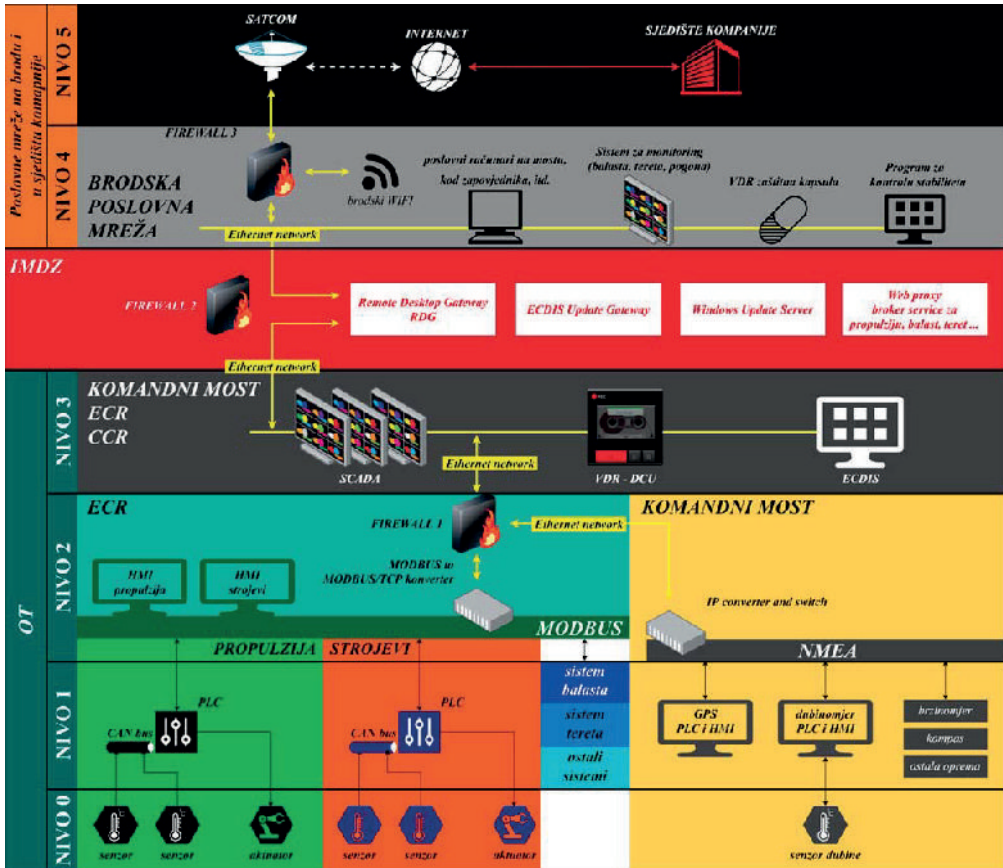 Poslovne mreže na brodu i
u sjedištu komapnije
NIVO 5
SATCOM
INTERNET
SJEDIŠTE KOMPANIJE
NIVO 4
FIREWALL 3
BRODSKA
POSLOVNA
MREŽA
brodski WiFI
poslovni računari na mostu,
kod zapovjednika, itd.
Sistem za monitoring
(balasta, tereta, pogona)
VDR zaštitna kapsula
Program za
kontrolu stabiliteta
Ethernet network
IMDZ
FIREWALL 2
Remote Desktop Gateway
RDG
ECDIS Update Gateway
Windows Update Server
Web proxy
broker service za
propulziju, balast, teret ...
Ethernet network
OT
NIVO 3
KOMANDNI MOST
ECR
CCR
SCADA
Ethernet network
VDR - DCU
ECDIS
NIVO 2
ECR
KOMANDNI MOST
FIREWALL 1
Ethernet network
HMI
propulzija
HMI
strojevi
MODBUS to
MODBUS/TCP konverter
IP converter and switch
MODBUS
NMEA
PROPULZIJA
STROJEVI
NIVO 1
PLC
CAN bus
PLC
CAN bus
sistem
balasta
sistem
tereta
ostali
sistemi
GPS
PLC i HMI
dubinomjer
PLC i HMI
brzinomjer
kompas
ostala oprema
NIVO 0
senzor
senzor
aktuator
senzor
senzor
aktuator
senzor dubine